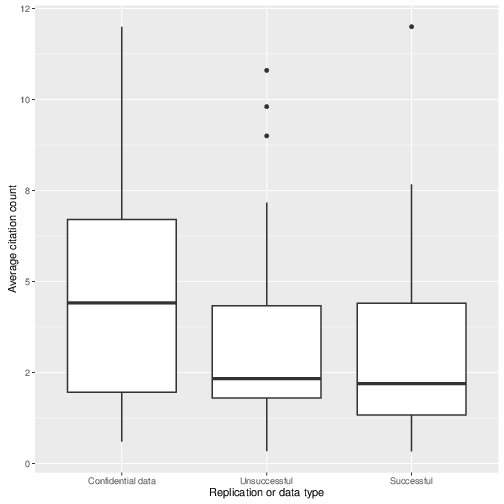 Average citation count
12
10
8
5
2
0
Confidential data
Unsuccessful
Successful
Replication or data type